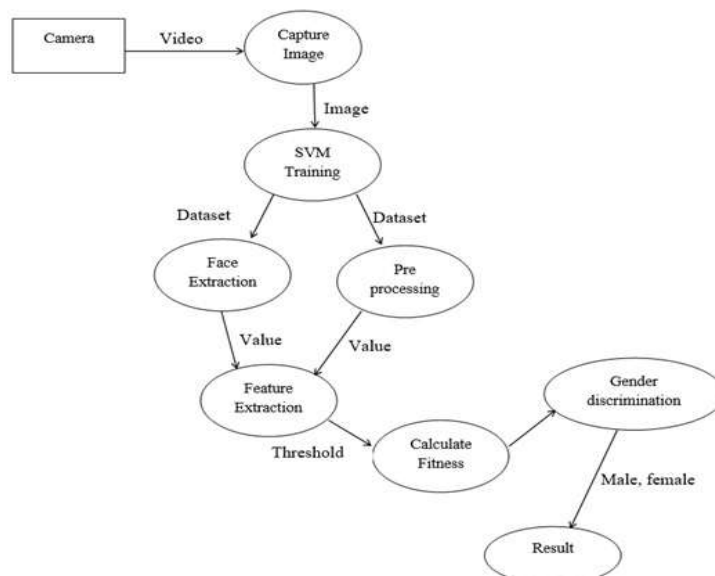 Camera
Video
Capture
Image
Image
SVM
Training
Dataset
Dataset
Face
Extraction
Pre
processing
Value
Value
Feature
Extraction
Threshold
Calculate
Fitness
Gender
discrimination
Male, female
Result